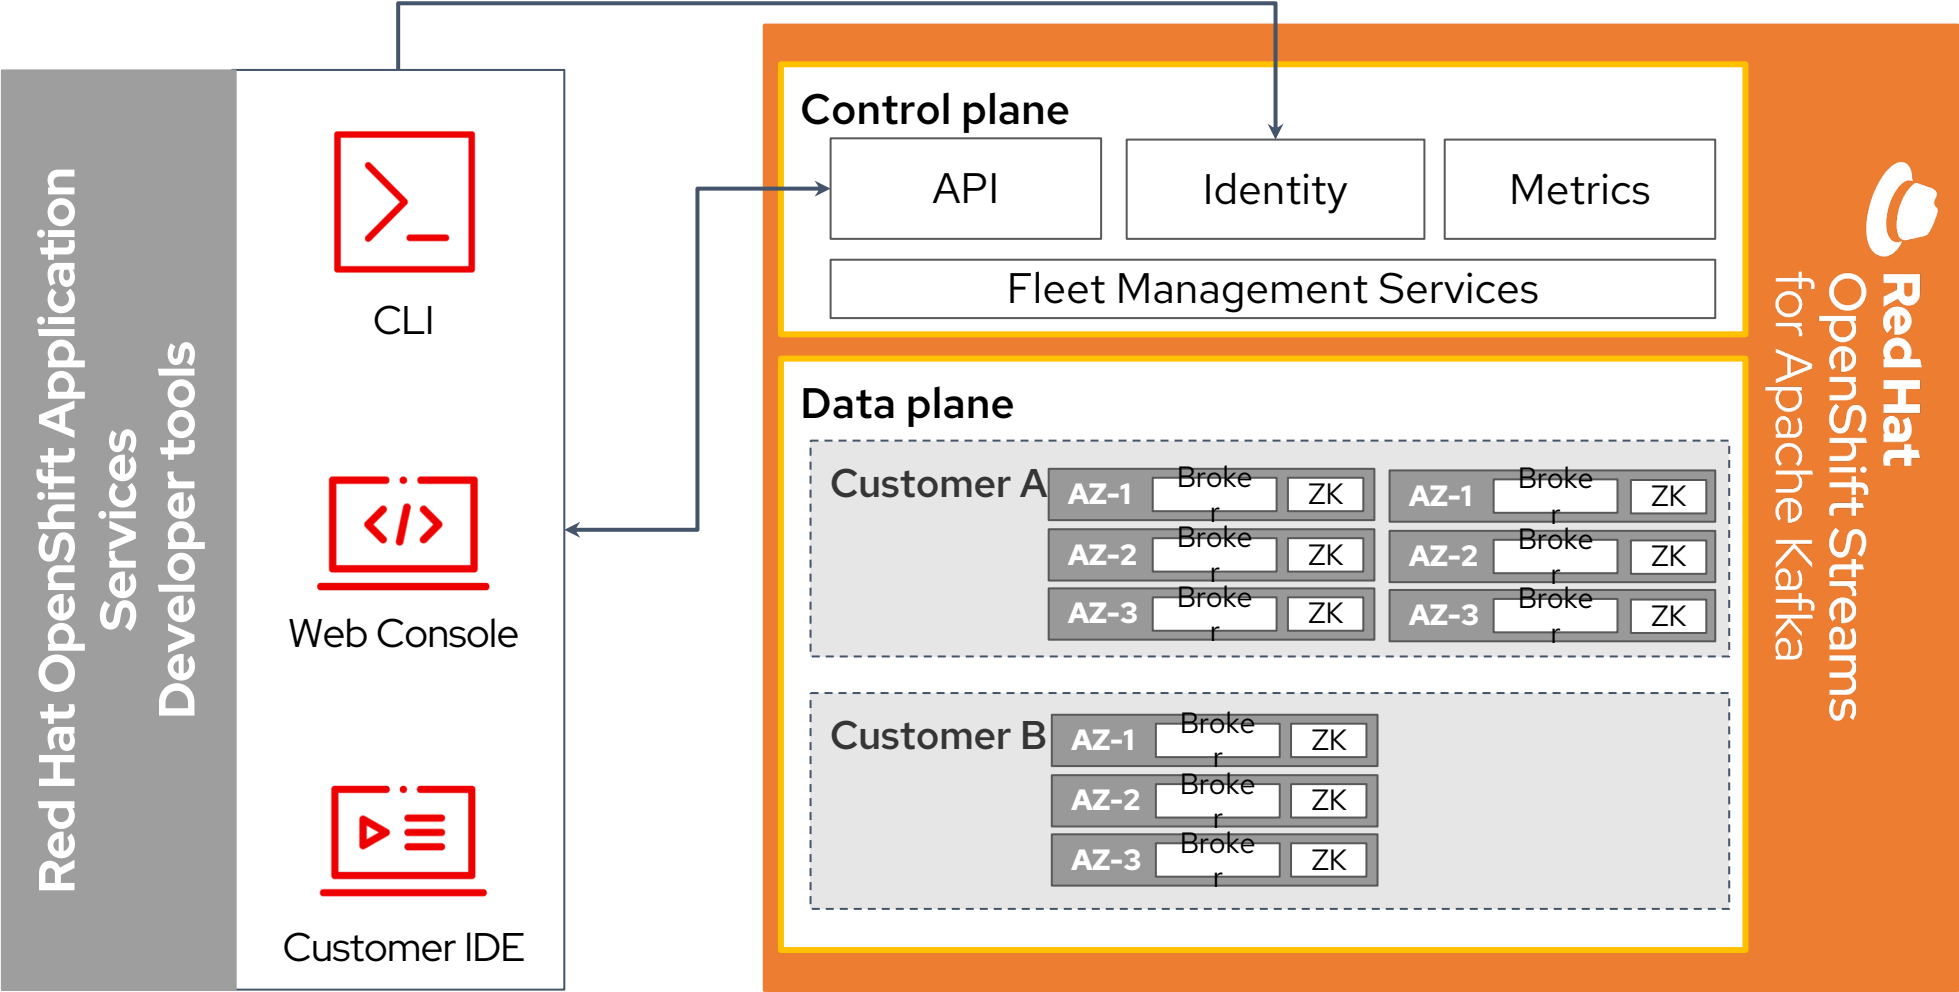 Red Hat OpenShift Application
Services
Developer tools
CLI
Web Console
Customer IDE
Control plane
API
Identity
Metrics
Fleet Management Services
Data plane
Customer A
AZ-1
Broke
r
ZK
AZ-1
Broke
r
ZK
AZ-2
Broke
r
ZK
AZ-2
Broke
r
ZK
AZ-3
Broke
r
ZK
AZ-3
Broke
r
ZK
Customer B
AZ-1
Broke
r
ZK
AZ-2
Broke
r
ZK
AZ-3
Broke
r
ZK
Red Hat
OpenShift Streams
for Apache Kafka